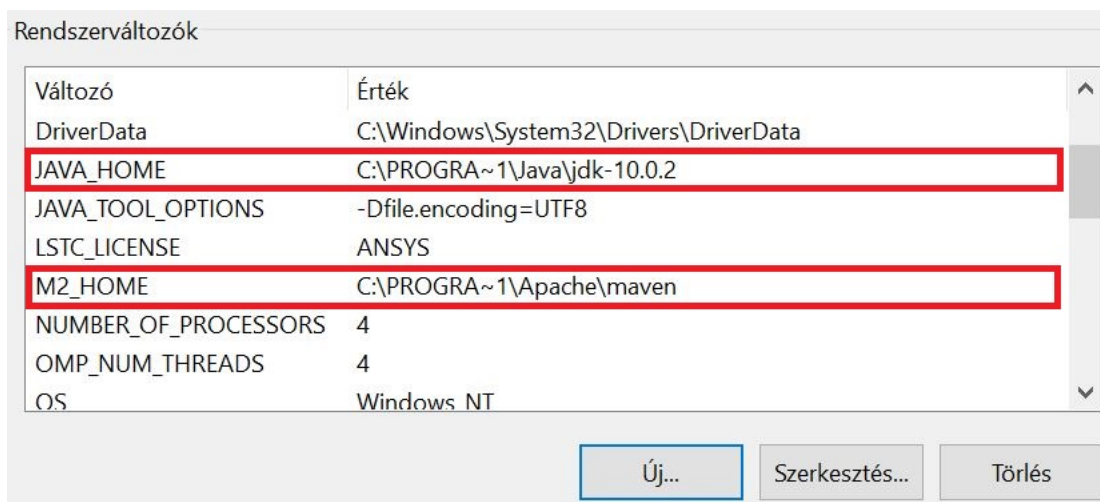 Rendszerváltozók
Változó Érték
DriverData C:\Windows\System32\Drivers\DriverData
JAVA_HOME C:\PROGRA~1\Java\jdk-10.0.2
JAVA_TOOL_OPTIONS -Dfile.encoding=UTF8
LSTC_LICENSE ANSYS
M2_HOME C:\PROGRA~1\Apache\maven
NUMBER_OF_PROCESSORS 4
OMP_NUM_THREADS 4
OS Windows_NT
Új... Szerkesztés... Törlés